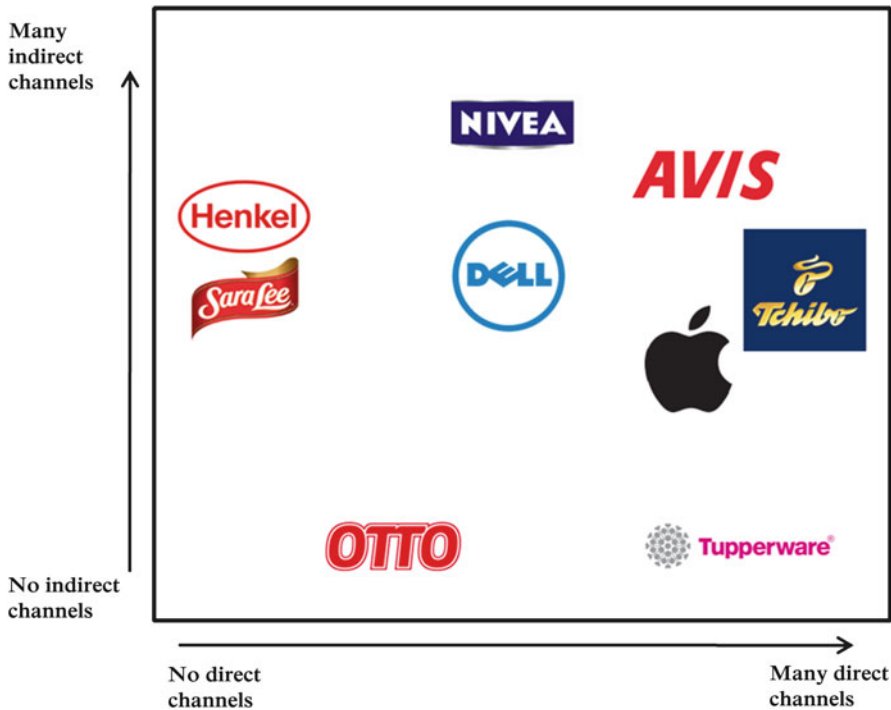 Many
indirect
channels
NIVEA
AVIS
Henkel
Sara Lee
DELL
Tchibo
OTTO
Tupperware®
No indirect
channels
No direct
channels
Many direct
channels